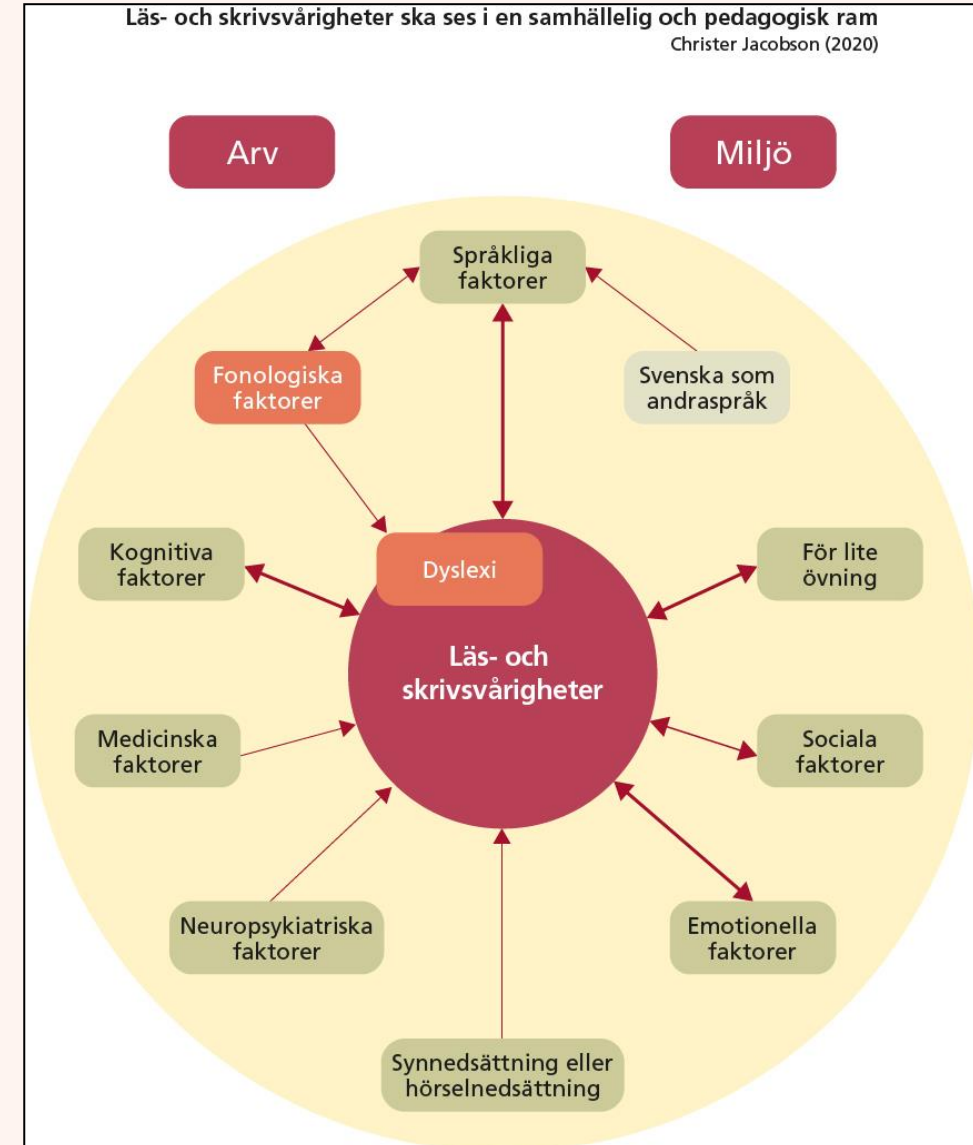 Läs- och skrivsvårigheter ska ses i en samhällelig och pedagogisk ram
Christer Jacobson (2020)
Arv
Miljö
Språkliga
faktorer
Fonologiska
faktorer
Svenska som
andraspråk
Kognitiva
faktorer
Dyslexi
För lite
övning
Läs- och
skrivsvårigheter
Medicinska
faktorer
Sociala
faktorer
Neuropsykiatriska
faktorer
Emotionella
faktorer
Synnedsättning eller
hörselnedsättning